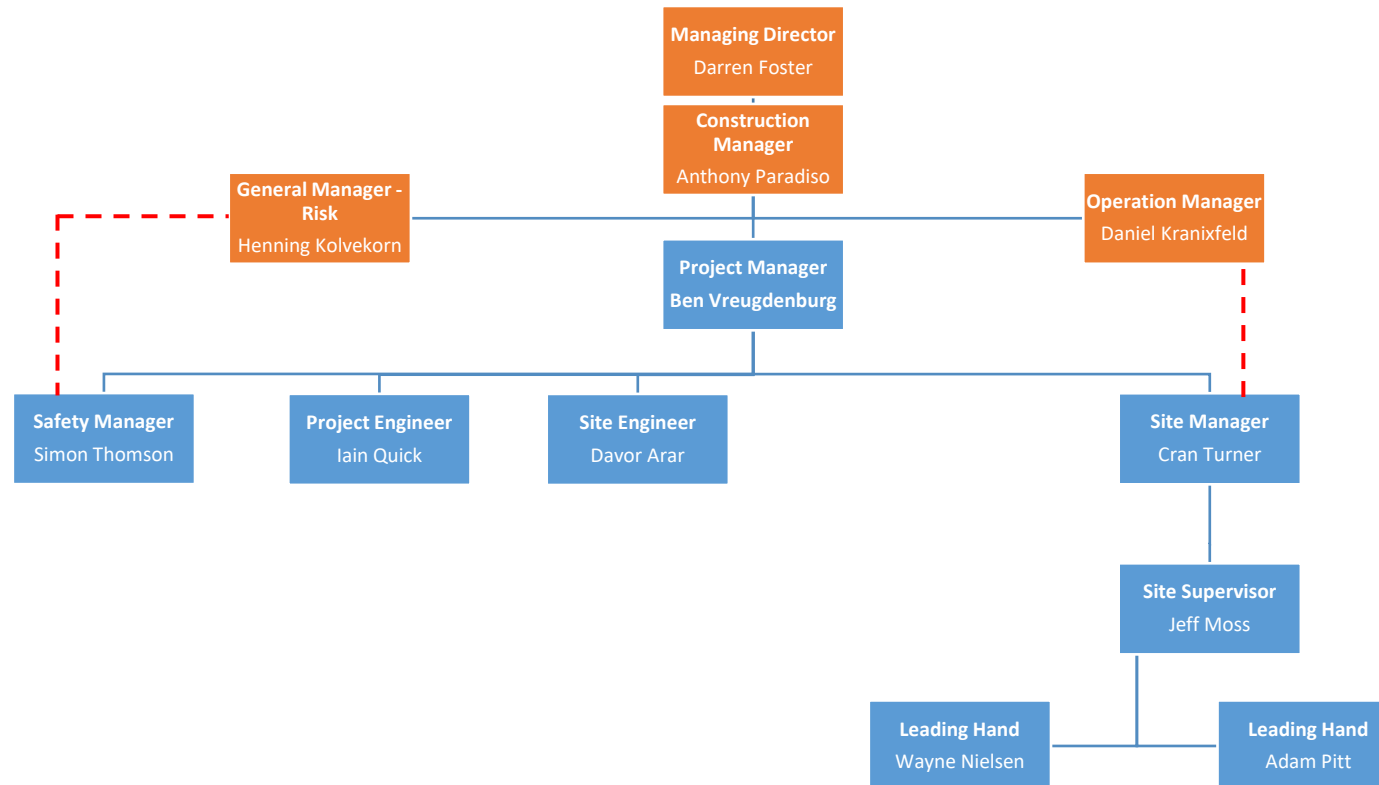 Managing Director
Darren Foster
Construction
Manager
Anthony Paradiso
General Manager -
Risk
Henning Kolvekorn
Operation Manager
Daniel Kranixfeld
Project Manager
Ben Vreugdenburg
Safety Manager
Simon Thomson
Project Engineer
Iain Quick
Site Engineer
Davor Arar
Site Manager
Cran Turner
Site Supervisor
Jeff Moss
Leading Hand
Wayne Nielsen
Leading Hand
Adam Pitt